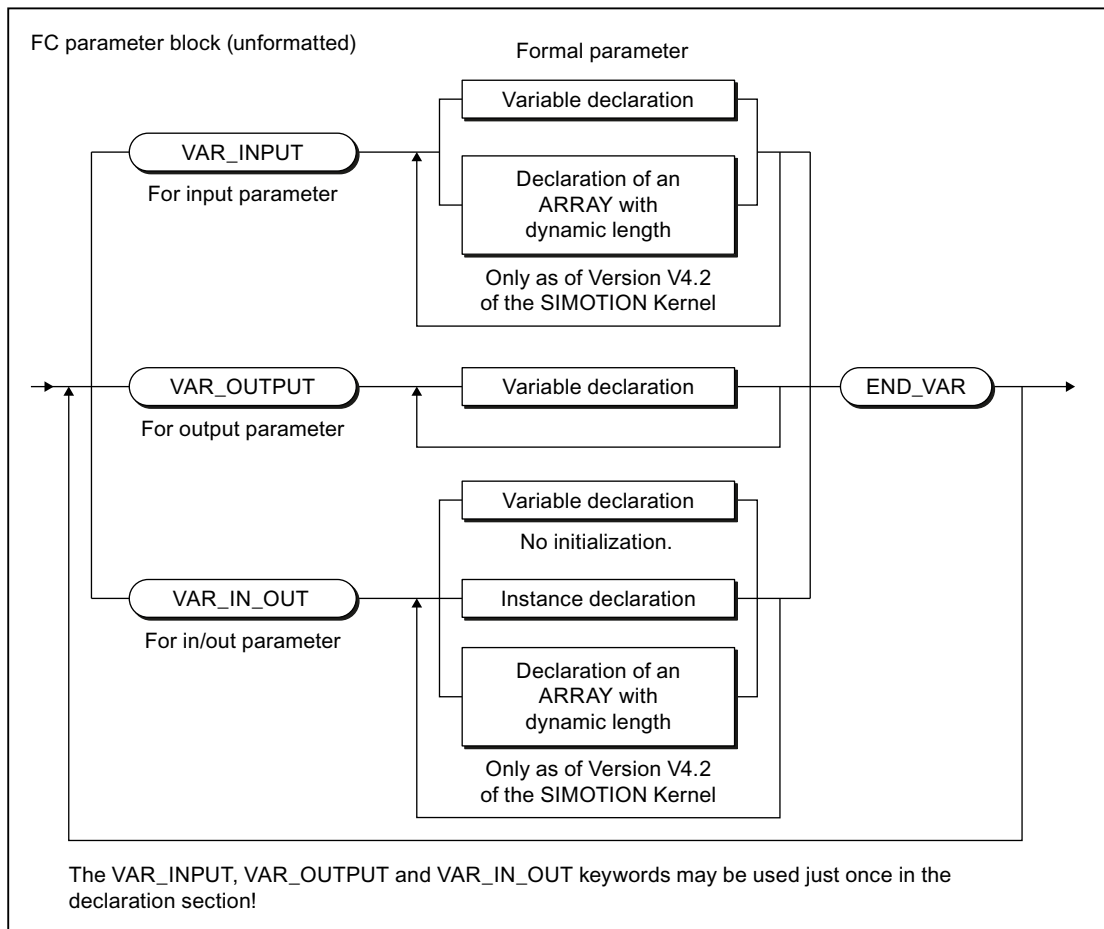 FC parameter block (unformatted)
Formal parameter
Variable declaration
VAR_INPUT
For input parameter
Declaration of an
ARRAY with
dynamic length
Only as of Version V4.2
of the SIMOTION Kernel
VAR_OUTPUT
Variable declaration
END_VAR
For output parameter
Variable declaration
No initialization.
VAR_IN_OUT
Instance declaration
For in/out parameter
Declaration of an
ARRAY with
dynamic length
Only as of Version V4.2
of the SIMOTION Kernel
The VAR_INPUT, VAR_OUTPUT and VAR_IN_OUT keywords may be used just once in the
declaration section!